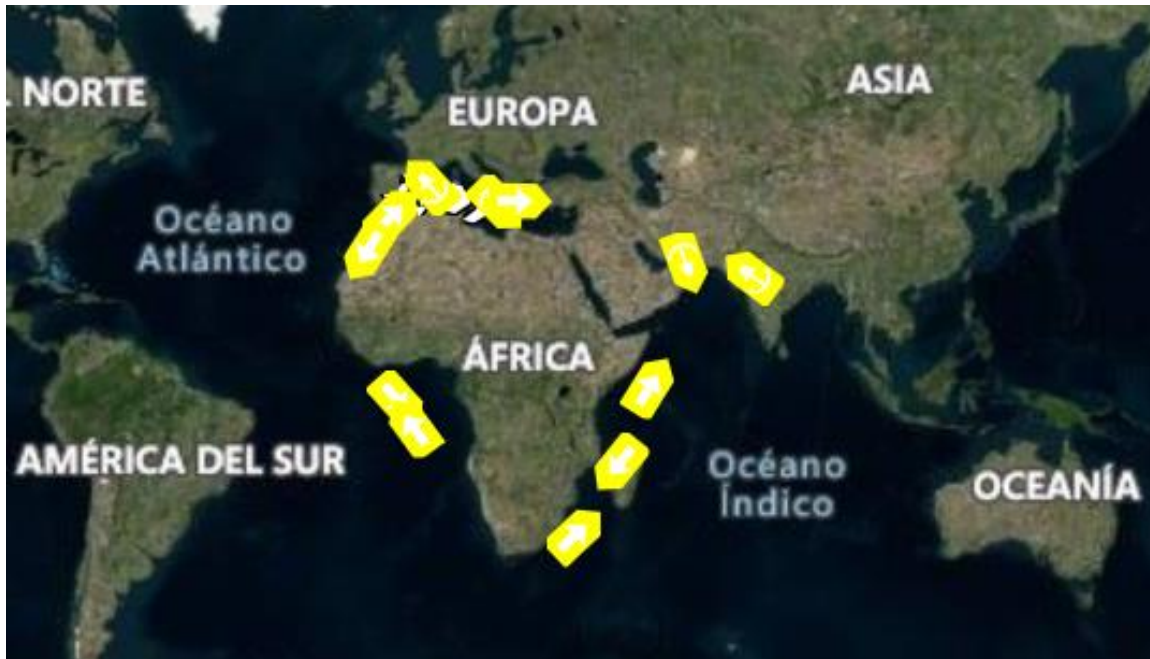 . NORTE
ASIA
EUROPA
Océano
Atlántico
ÁFRICA
AMÉRICA DEL SUR
Océano
Índico
OCEANÍA